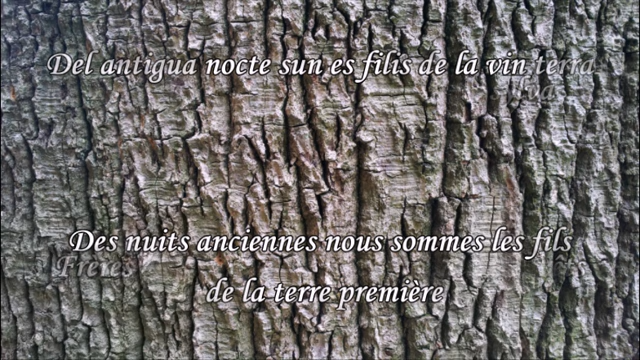 Del antigua nocte sun es filis de la vin terra
Des nuits anciennes nous sommes les fils
Frères
de la terre première